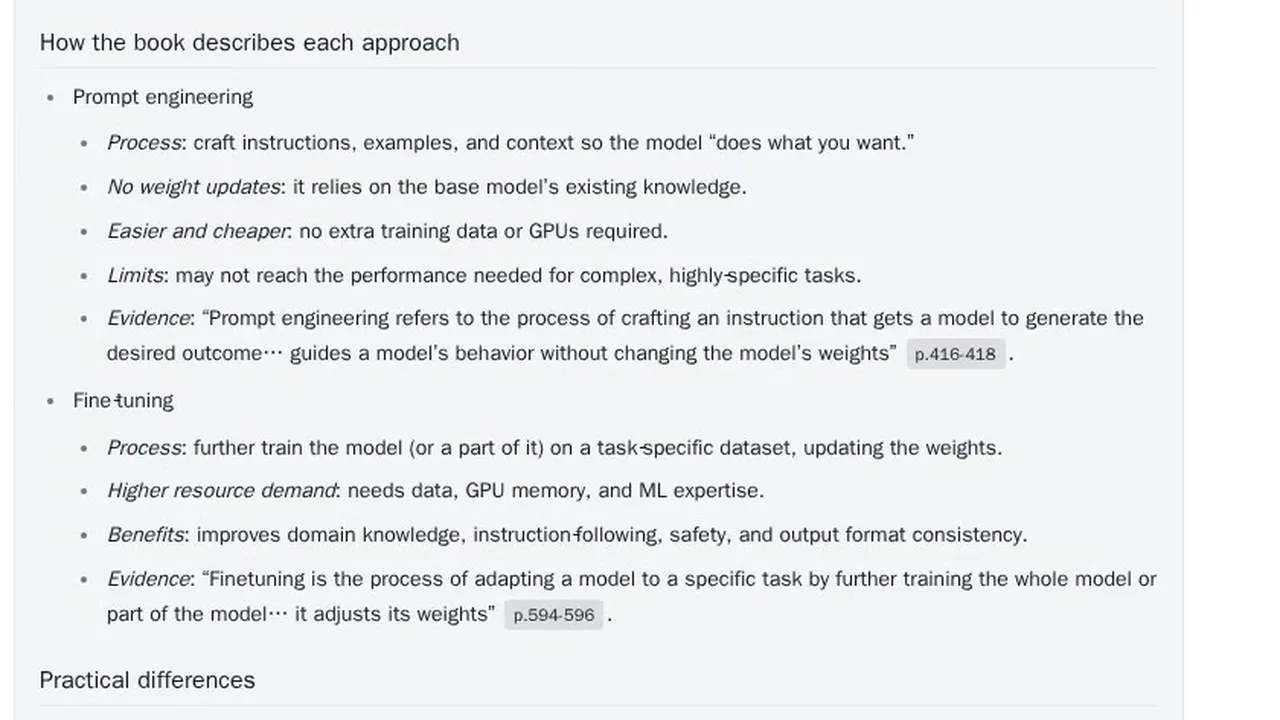 How the book describes each approach
• Prompt engineering
• Process: craft instructions, examples, and context so the model “does what you want.”
• No weight updates: it relies on the base model’s existing knowledge.
• Easier and cheaper: no extra training data or GPUs required.
• Limits: may not reach the performance needed for complex, highly-specific tasks.
• Evidence: “Prompt engineering refers to the process of crafting an instruction that gets a model to generate the
desired outcome⋯ guides a model’s behavior without changing the model’s weights” p.416-418 .
• Fine-tuning
• Process: further train the model (or a part of it) on a task-specific dataset, updating the weights.
• Higher resource demand: needs data, GPU memory, and ML expertise.
• Benefits: improves domain knowledge, instruction-following, safety, and output format consistency.
• Evidence: “Finetuning is the process of adapting a model to a specific task by further training the whole model or
part of the model⋯ it adjusts its weights” p.594-596 .
Practical differences